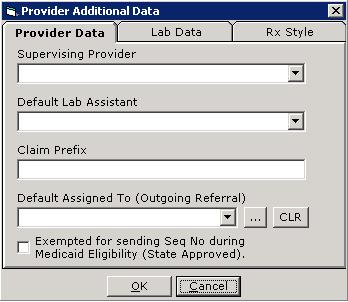 Provider Additional Data
Provider Data
Lab Data
Rx Style
Supervising Provider
Default Lab Assistant
Claim Prefix
Default Assigned To (Outgoing Referral)
... CLR
Exempted for sending Seq No during
Medicaid Eligibility (State Approved).
OK Cancel